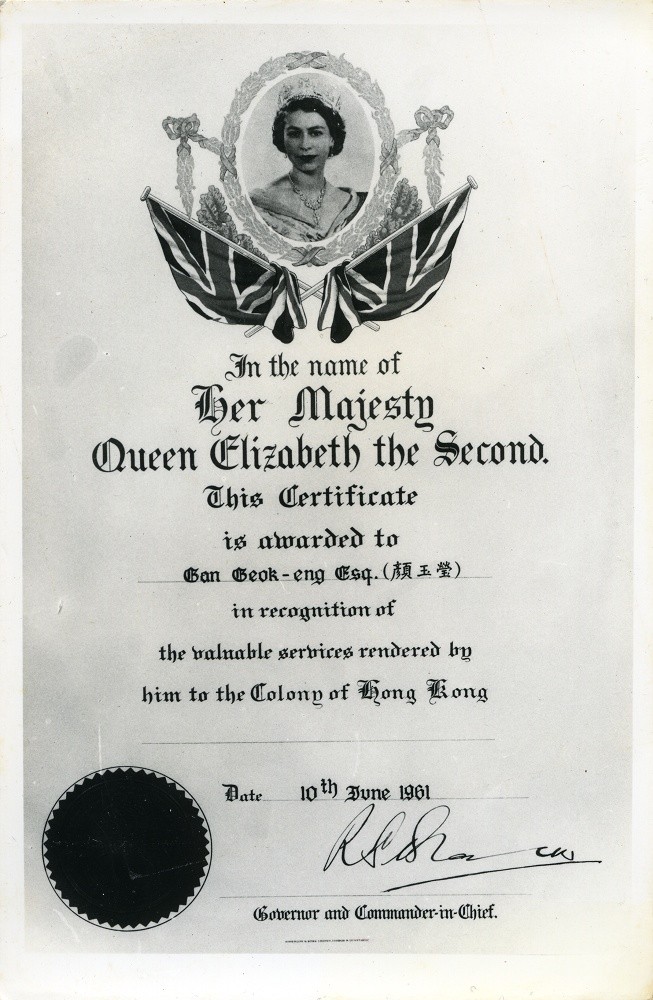 In the name of
Her Majesty
Queen Elizabeth the Second.
This Certificate
is awarded to
Gan Geok-eng Esq. (顏玉瑩)
in recognition of
the valuable services rendered by
him to the Colony of Hong Kong
Date 10th June 1961
Governor and Commander-in-Chief.